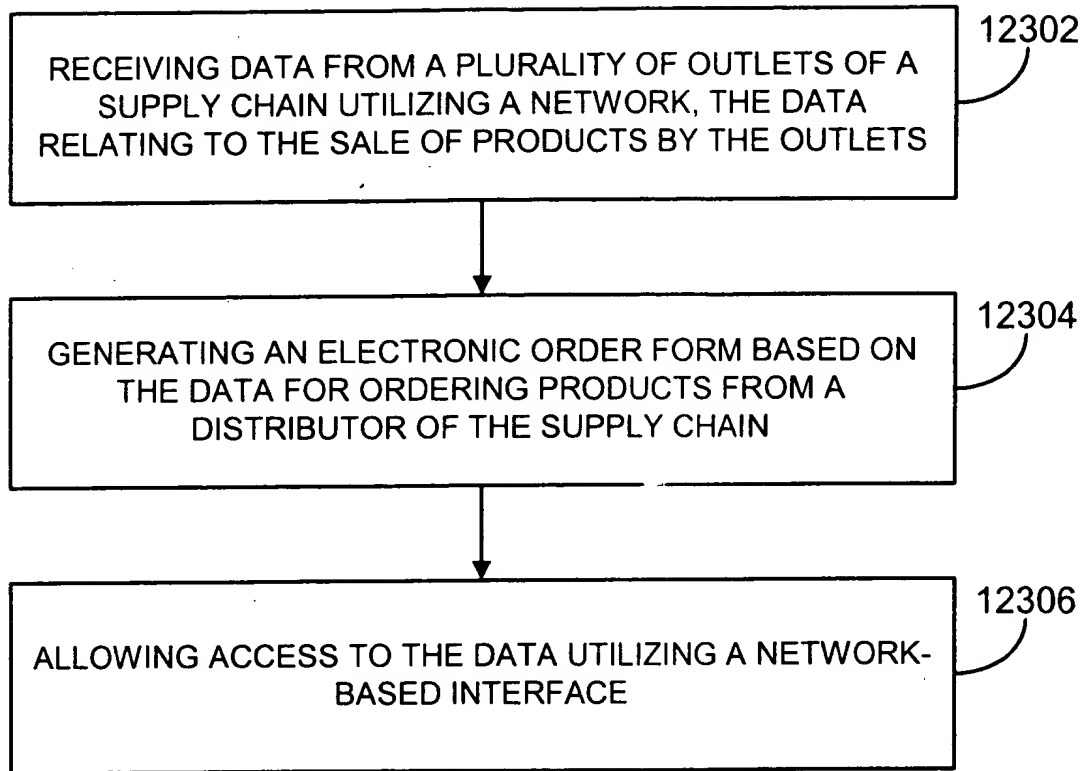 12302
RECEIVING DATA FROM A PLURALITY OF OUTLETS OF A
SUPPLY CHAIN UTILIZING A NETWORK, THE DATA
RELATING TO THE SALE OF PRODUCTS BY THE OUTLETS
12304
GENERATING AN ELECTRONIC ORDER FORM BASED ON
THE DATA FOR ORDERING PRODUCTS FROM A
DISTRIBUTOR OF THE SUPPLY CHAIN
12306
ALLOWING ACCESS TO THE DATA UTILIZING A NETWORK-
BASED INTERFACE